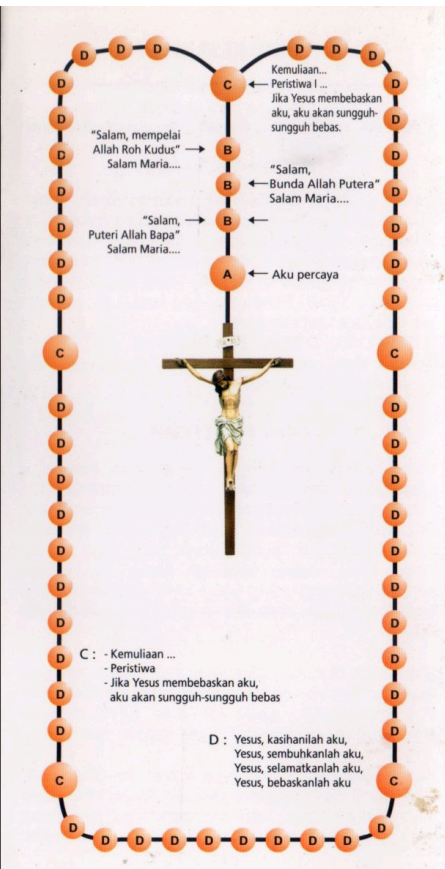 D D D D D D
D C D
Kemuliaan...
Peristiwa I ...
Jika Yesus membebaskan
aku, aku akan sungguh-
sungguh bebas.
D D
"Salam, mempelai
Allah Roh Kudus"
Salam Maria....
D B D
"Salam,
Bunda Allah Putera"
Salam Maria....
D B D
"Salam,
Puteri Allah Bapa"
Salam Maria....
D B D
D A Aku percaya D
D D
C C
D D
D D
D D
D D
D D
D D
D D
D D
C : - Kemuliaan ...
- Peristiwa
- Jika Yesus membebaskan aku,
aku akan sungguh-sungguh bebas
D D
D D
D : Yesus, kasihanilah aku,
Yesus, sembuhkanlah aku,
Yesus, selamatkanlah aku,
Yesus, bebaskanlah aku
C C
D D D D D D D D D D